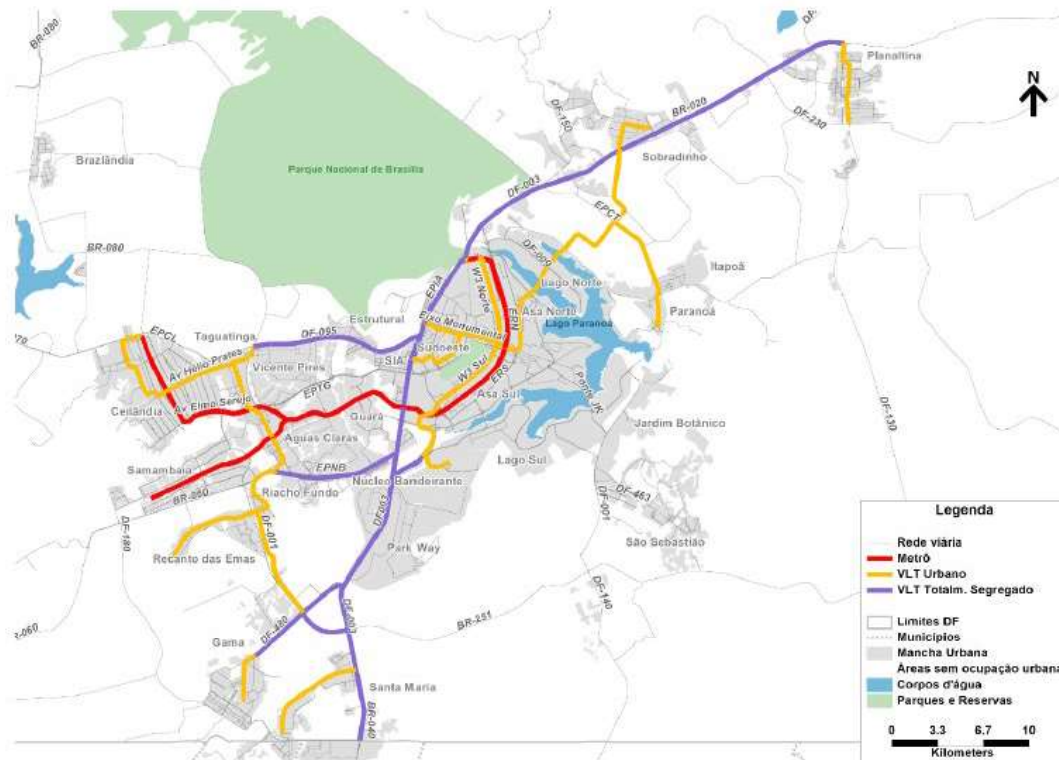 BR-080
Planaltina
N
BR-020
DF-150
DF-230
Sobradinho
Brazlândia
Parque Nacional de Brasília
DF-003
EPCT
BR-080
DF-009
Itapoã
Lago Norte
W3 Norte
EPIA
Paranoá
Asa Norte
ERN
Lago Paranoá
Estrutural
Eixo Monumental
EPCL
Taguatinga
DF-095
Sudoeste
SIA
Av Hélio Prates
Vicente Pires
W3 Sul
ERS
EPTG
Asa Sul
Ponte JK
Ceilândia
Av Elmo Serejo
Guará
DF-130
Águas Claras
Jardim Botânico
Samambaia
EPNB
Lago Sul
BR-060
Riacho Fundo
Núcleo Bandeirante
DF-463
DF-001
DF-001
DF003
DF-180
São Sebastião
Park Way
Recanto das Emas
DF-140
DF-003
BR-251
DF-480
Gama
Santa Maria
BR-040
Legenda
Rede viária
Metrô
VLT Urbano
VLT Totalm. Segregado
Limites DF
Municípios
Mancha Urbana
Áreas sem ocupação urbana
Corpos d'água
Parques e Reservas
0 3.3 6.7 10
Kilometers